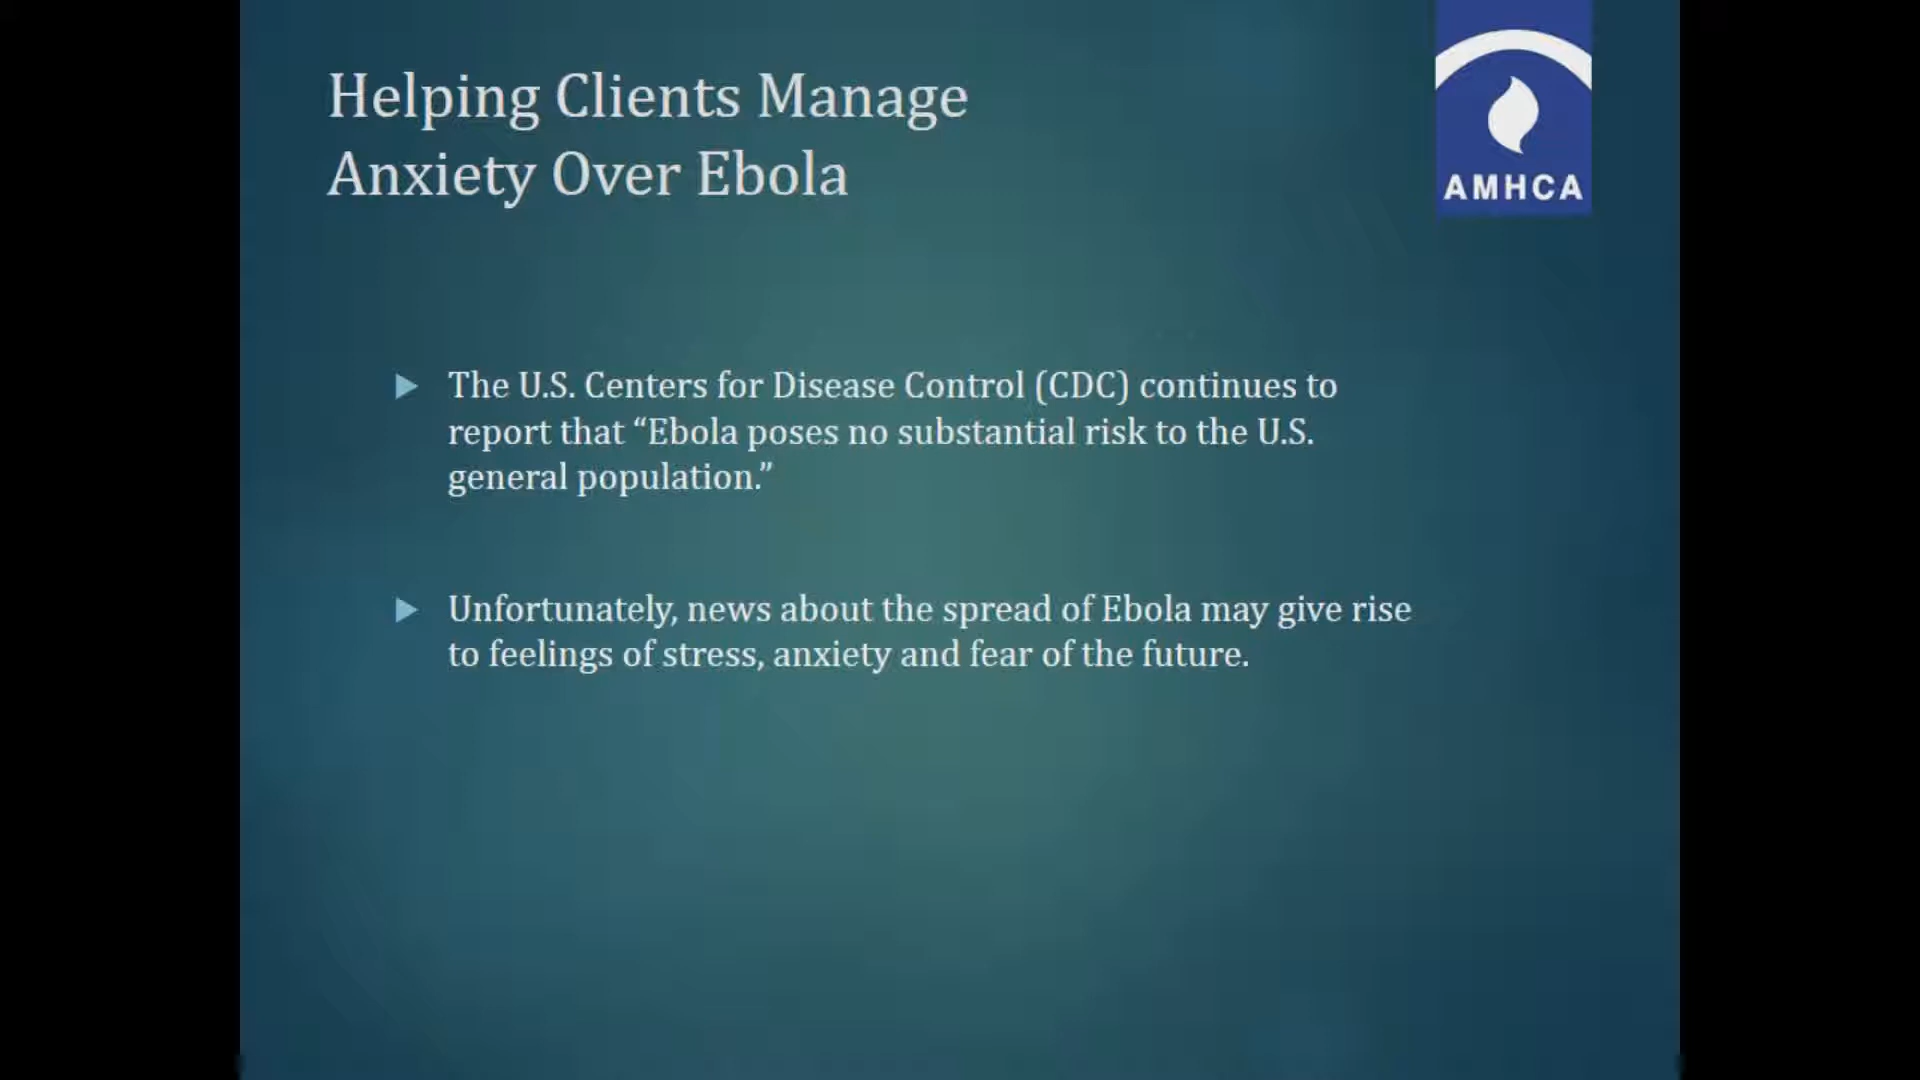 Helping Clients Manage
Anxiety Over Ebola
AMHCA
The U.S. Centers for Disease Control (CDC) continues to
report that “Ebola poses no substantial risk to the U.S.
general population.”
Unfortunately, news about the spread of Ebola may give rise
to feelings of stress, anxiety and fear of the future.